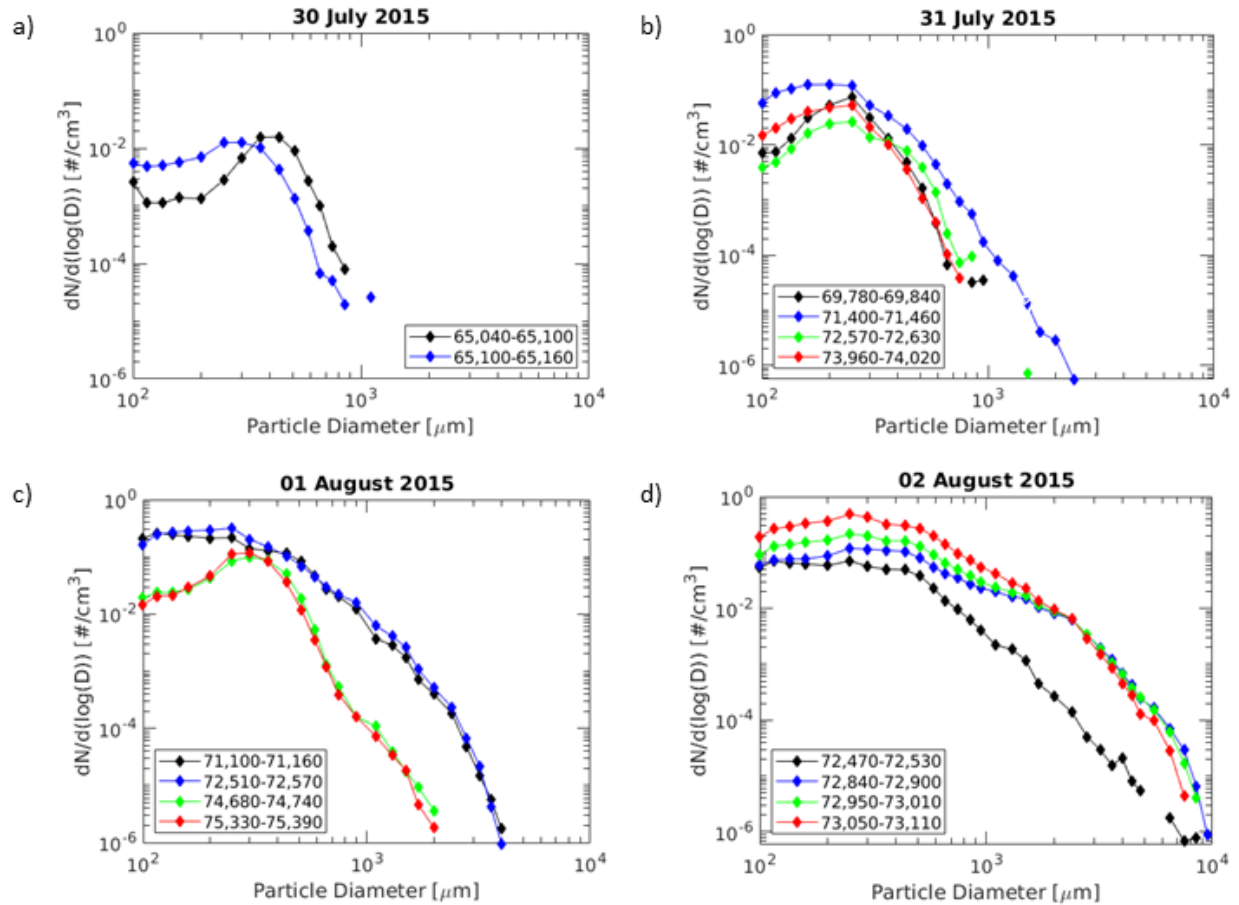 a)
30 July 2015
10^0
10^-2
10^-4
10^-6
dN/d(log(D)) [#/cm^3]
65,040-65,100
65,100-65,160
10^2
10^3
10^4
Particle Diameter [μm]
b)
31 July 2015
10^0
10^-2
10^-4
10^-6
dN/d(log(D)) [#/cm^3]
69,780-69,840
71,400-71,460
72,570-72,630
73,960-74,020
10^2
10^3
10^4
Particle Diameter [μm]
c)
01 August 2015
10^0
10^-2
10^-4
10^-6
dN/d(log(D)) [#/cm^3]
71,100-71,160
72,510-72,570
74,680-74,740
75,330-75,390
10^2
10^3
10^4
Particle Diameter [μm]
d)
02 August 2015
10^0
10^-2
10^-4
10^-6
dN/d(log(D)) [#/cm^3]
72,470-72,530
72,840-72,900
72,950-73,010
73,050-73,110
10^2
10^3
10^4
Particle Diameter [μm]